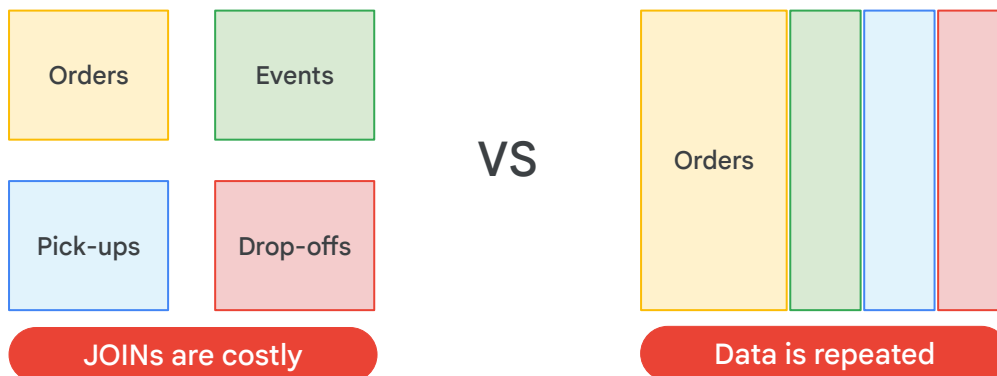 Orders
Events
Pick-ups
Drop-offs
JOINs are costly
VS
Orders
Data is repeated